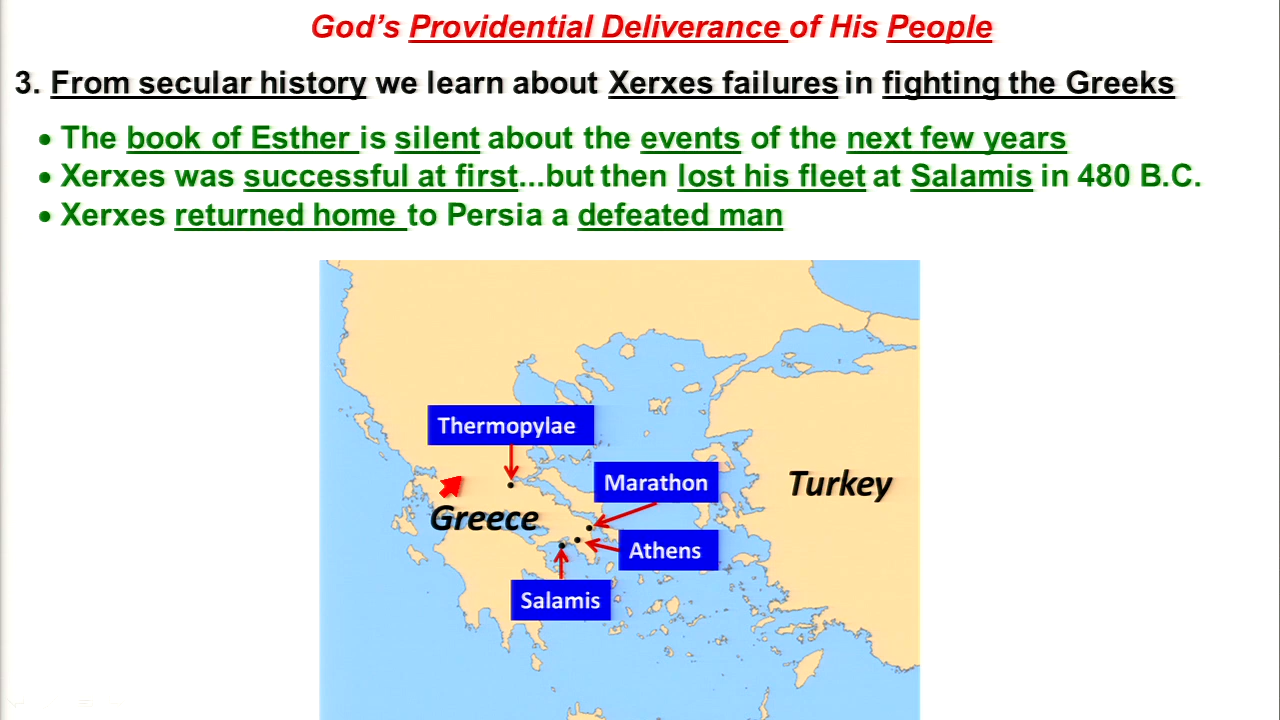 God's Providential Deliverance of His People
3. From secular history we learn about Xerxes failures in fighting the Greeks
• The book of Esther is silent about the events of the next few years
• Xerxes was successful at first...but then lost his fleet at Salamis in 480 B.C.
• Xerxes returned home to Persia a defeated man
Thermopylae
Marathon
Turkey
Greece
Athens
Salamis